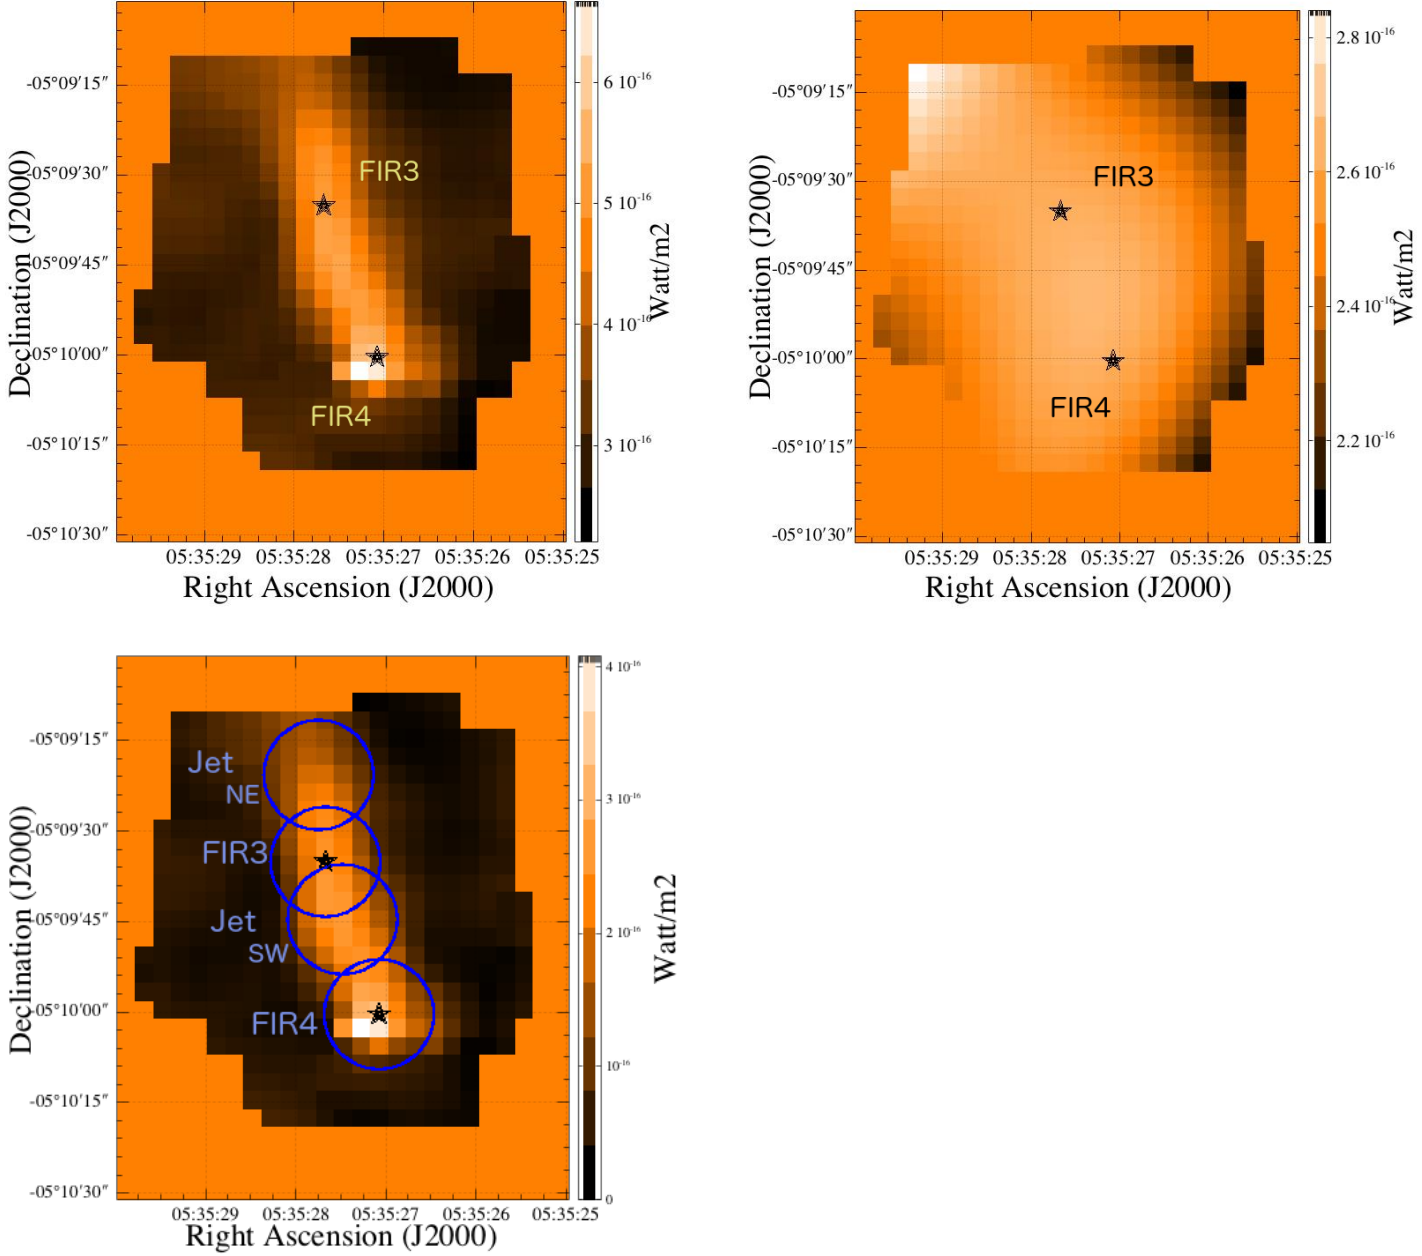 -05°09'15″
-05°09'30″
-05°09'45″
-05°10'00″
-05°10'15″
-05°10'30″
Declination (J2000)
FIR3
FIR4
05:35:29 05:35:28 05:35:27 05:35:26 05:35:25
Right Ascension (J2000)
6 10-16
5 10-16
4 10-16
3 10-16
Watt/m2
-05°09'15″
-05°09'30″
-05°09'45″
-05°10'00″
-05°10'15″
-05°10'30″
Declination (J2000)
FIR3
FIR4
05:35:29 05:35:28 05:35:27 05:35:26 05:35:25
Right Ascension (J2000)
2.8 10-16
2.6 10-16
2.4 10-16
2.2 10-16
Watt/m2
-05°09'15″
-05°09'30″
-05°09'45″
-05°10'00″
-05°10'15″
-05°10'30″
Declination (J2000)
Jet
NE
FIR3
Jet
SW
FIR4
05:35:29 05:35:28 05:35:27 05:35:26 05:35:25
Right Ascension (J2000)
4 10-16
3 10-16
2 10-16
10-16
0
Watt/m2